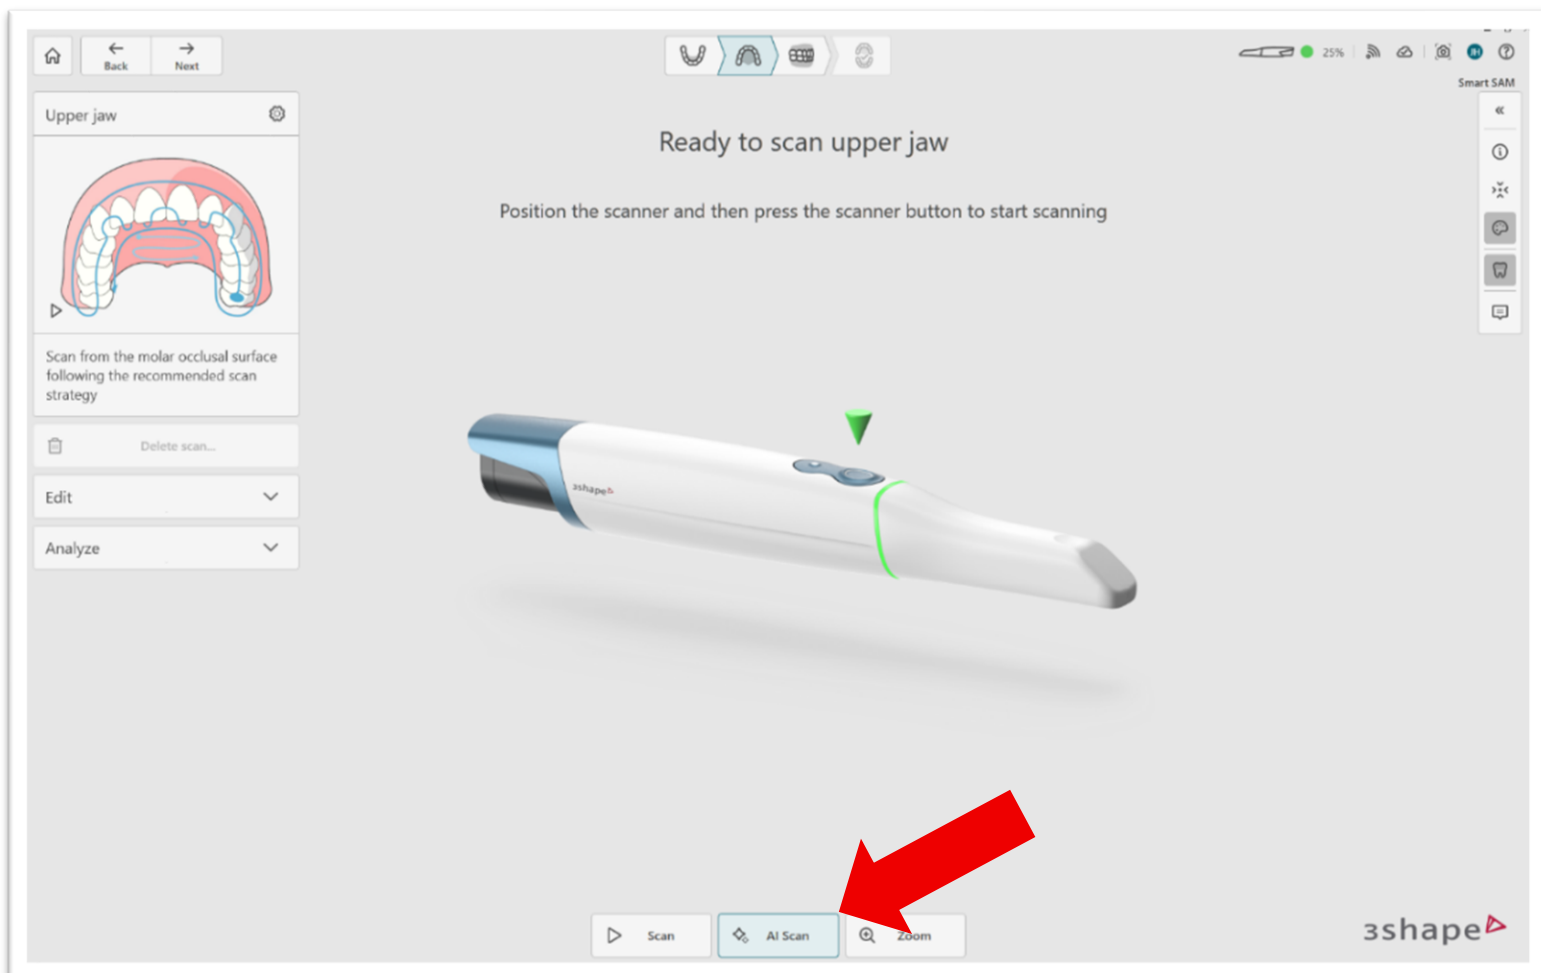 Back
Next
25%
JH
Smart SAM
Upper jaw
Ready to scan upper jaw
Position the scanner and then press the scanner button to start scanning
Scan from the molar occlusal surface
following the recommended scan
strategy
Delete scan...
Edit
Analyze
3shape
Scan
AI Scan
Zoom
3shape